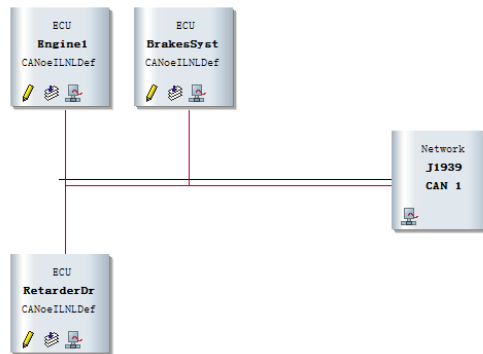 ECU
Engine1
CANoeILNLDef
ECU
BrakesSyst
CANoeILNLDef
Network
J1939
CAN 1
ECU
RetarderDr
CANoeILNLDef